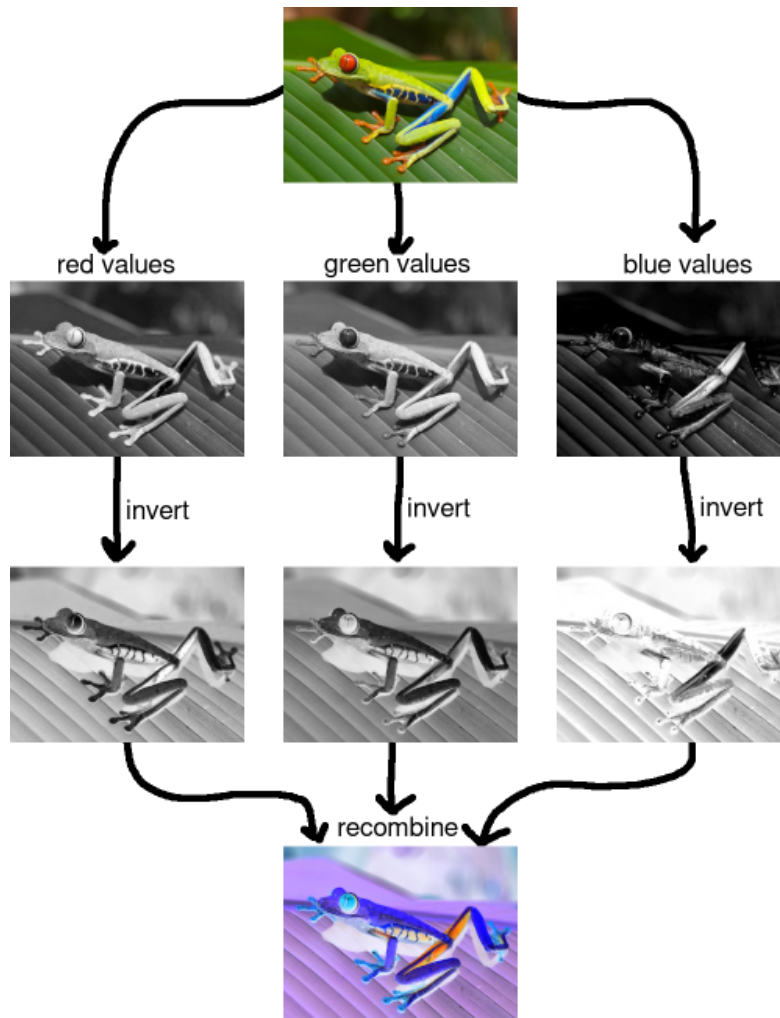 red values
green values
blue values
invert
invert
invert
recombine